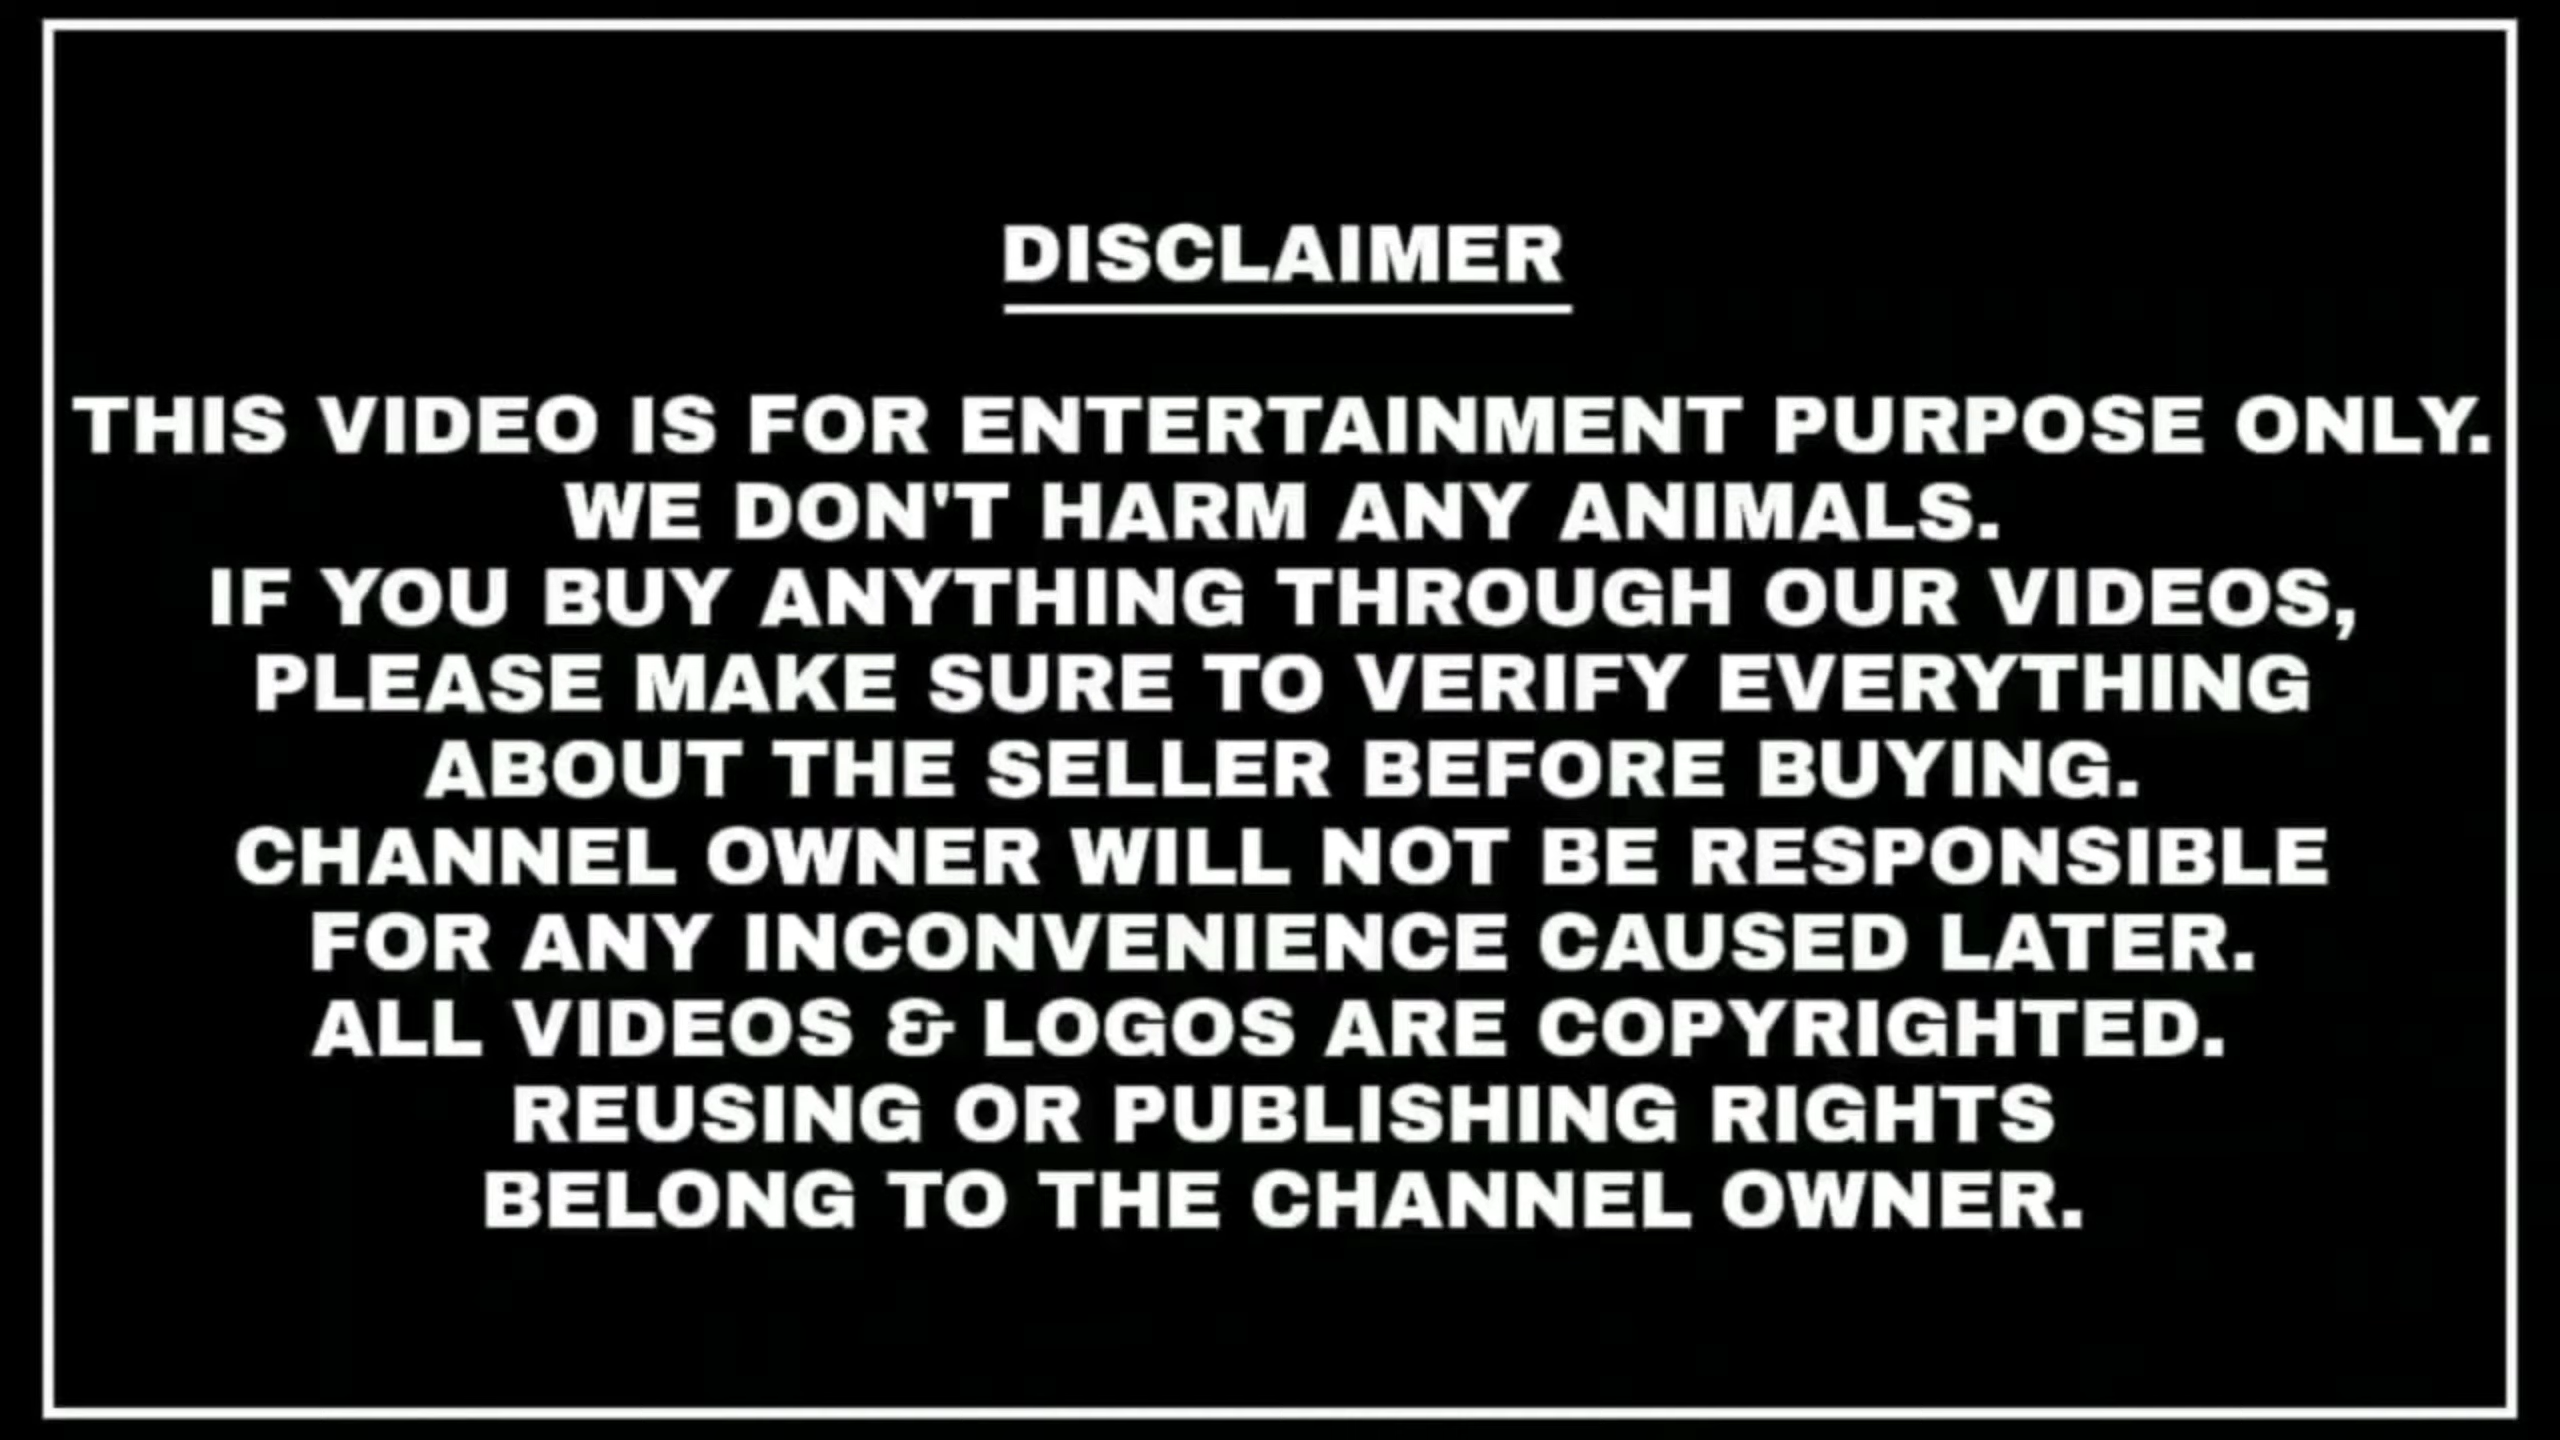 DISCLAIMER
THIS VIDEO IS FOR ENTERTAINMENT PURPOSE ONLY.
WE DON'T HARM ANY ANIMALS.
IF YOU BUY ANYTHING THROUGH OUR VIDEOS,
PLEASE MAKE SURE TO VERIFY EVERYTHING
ABOUT THE SELLER BEFORE BUYING.
CHANNEL OWNER WILL NOT BE RESPONSIBLE
FOR ANY INCONVENIENCE CAUSED LATER.
ALL VIDEOS & LOGOS ARE COPYRIGHTED.
REUSING OR PUBLISHING RIGHTS
BELONG TO THE CHANNEL OWNER.